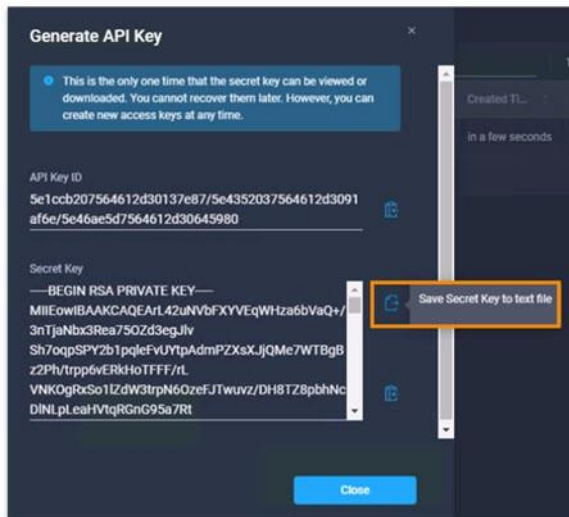 Generate API Key
This is the only one time that the secret key can be viewed or
downloaded. You cannot recover them later. However, you can
create new access keys at any time.
Created Ti...
in a few seconds
API Key ID
5e1ccb207564612d30137e87/5e4352037564612d3091
af6e/5e46ae5d7564612d30645980
Secret Key
-----BEGIN RSA PRIVATE KEY-----
MIIEowIBAAKCAQEArL42uNVbFXYVEqWHza6bVaQ+/
3nTjaNbx3Rea75OZd3egJlv
Sh7oqpSPY2b1pqleFvUYtpAdmPZXsXJjQMe7WTBgB
z2Ph/trpp6vERkHoTFFF/rL
VNKOgRxSo1lZdW3trpN6OzeFJTwuvz/DH8TZ8pbhNc
DlNLpLeaHVtqRGnG95a7Rt
Save Secret Key to text file
Close